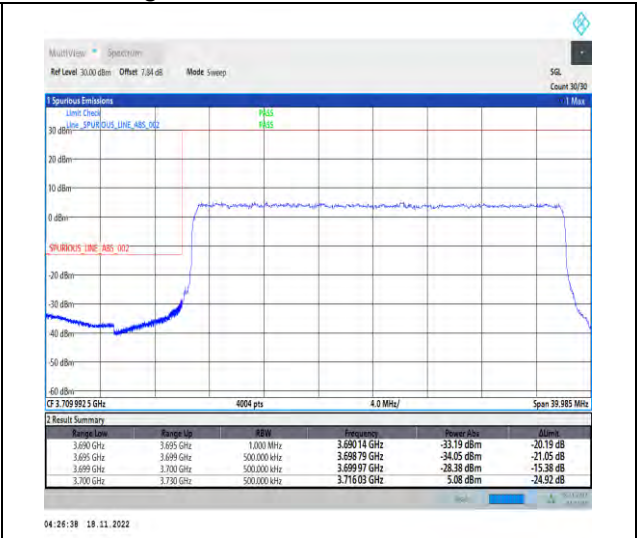 MultiView Spectrum
Ref Level 30.00 dBm Offset 7.84 dB Mode Sweep SGL
Count 30/30
1 Spurious Emissions 1 Max
Limit Check PASS
Line _SPURIOUS_LINE_ABS_002 PASS
30 dBm
20 dBm
10 dBm
0 dBm
_SPURIOUS_LINE_ABS_002
-20 dBm
-30 dBm
-40 dBm
-50 dBm
-60 dBm
CF 3.709 992 5 GHz 4004 pts 4.0 MHz/ Span 39.985 MHz
2 Result Summary
Range Low Range Up RBW Frequency Power Abs ΔLimit
3.690 GHz 3.695 GHz 1.000 MHz 3.690 14 GHz -33.19 dBm -20.19 dB
3.695 GHz 3.699 GHz 500.000 kHz 3.698 79 GHz -34.05 dBm -21.05 dB
3.699 GHz 3.700 GHz 500.000 kHz 3.699 97 GHz -28.38 dBm -15.38 dB
3.700 GHz 3.730 GHz 500.000 kHz 3.716 03 GHz 5.08 dBm -24.92 dB
04:26:38 18.11.2022